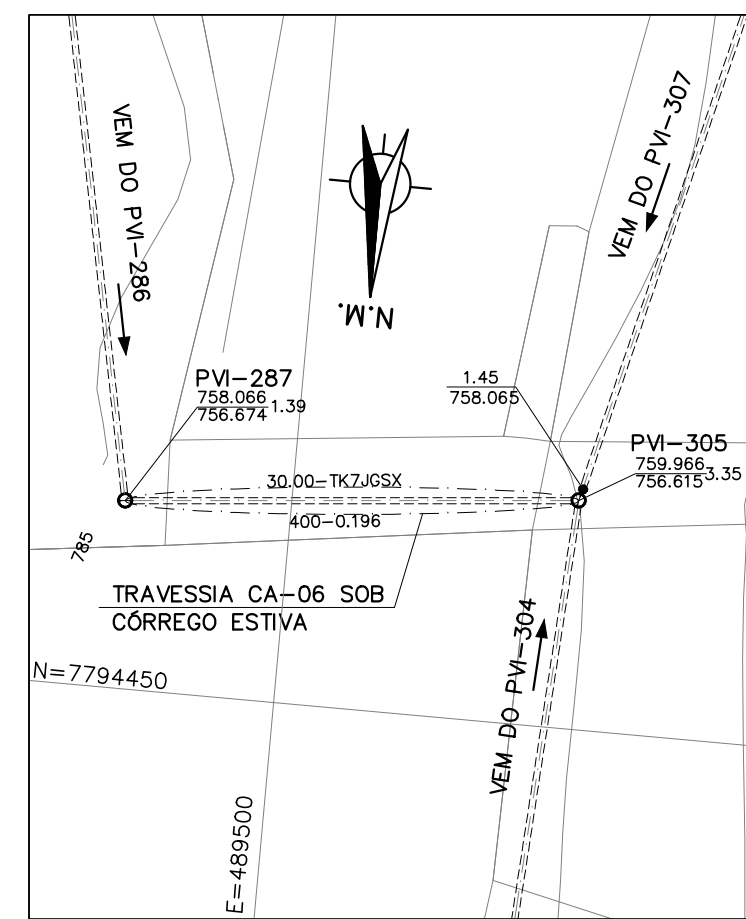 VEM DO PVI-286
VEM DO PVI-307
N.M.
PVI-287
758.066
756.674
1.39
1.45
758.065
PVI-305
759.966
756.615
3.35
30.00-TK7JGSX
400-0.196
785
TRAVESSIA CA-06 SOB
CÓRREGO ESTIVA
VEM DO PVI-304
N=7794450
E=489500